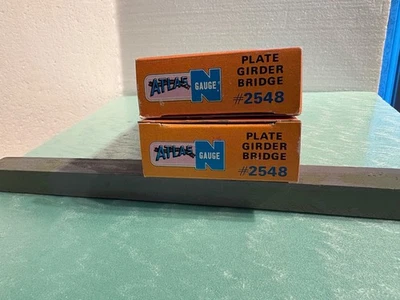 ATLAS
N
GAUGE
PLATE
GIRDER
BRIDGE
#2548
ATLAS
N
GAUGE
PLATE
GIRDER
BRIDGE
#2548